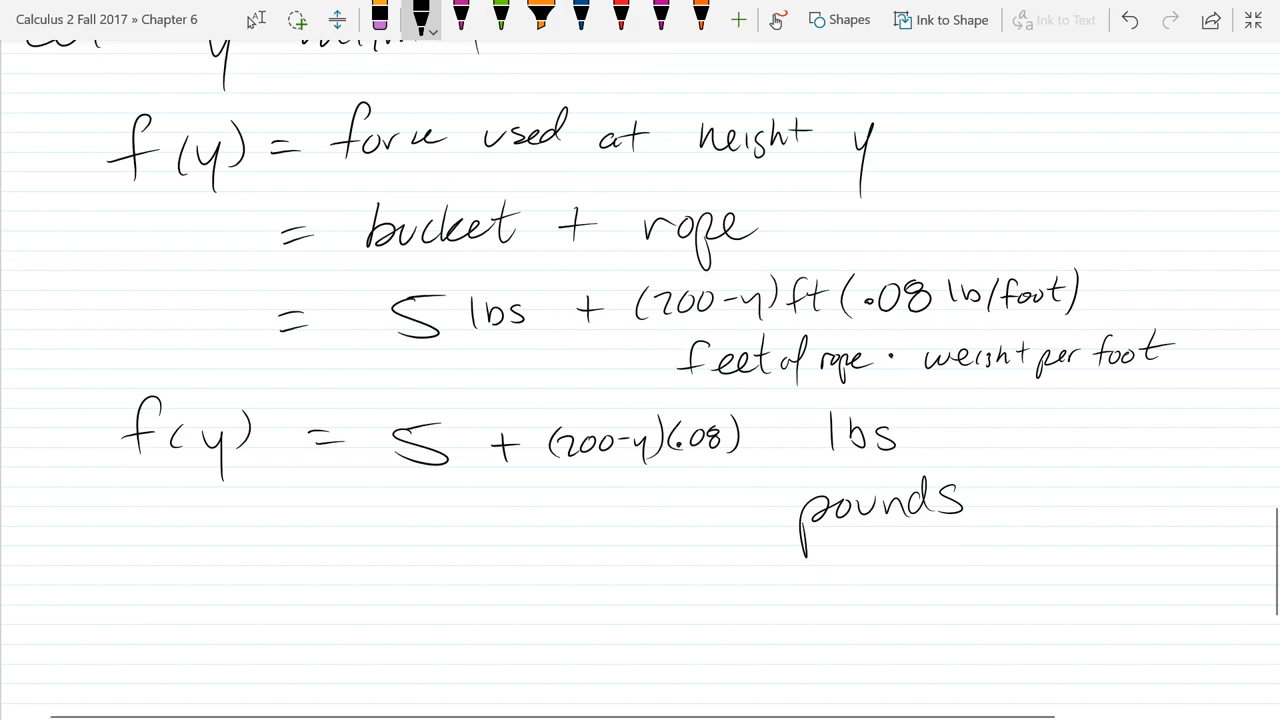 Calculus 2 Fall 2017 » Chapter 6
Shapes
Ink to Shape
Ink to Text
y
f(y) = force used at height y
= bucket + rope
= 5 lbs + (200-y)ft (.08 lb/foot)
feet of rope · weight per foot
f(y) = 5 + (200-y)(.08) lbs
pounds